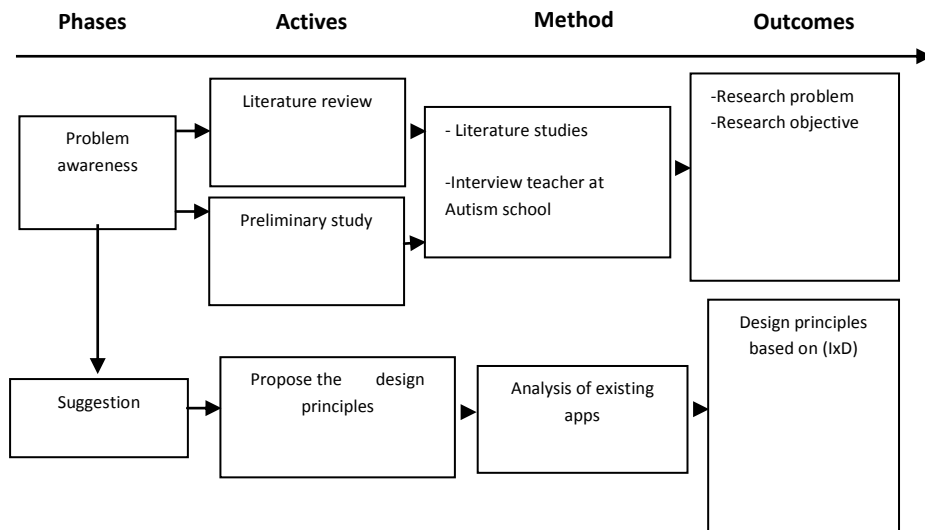 Phases Actives Method Outcomes
Problem
awareness
Literature review
Preliminary study
- Literature studies
-Interview teacher at
Autism school
-Research problem
-Research objective
Suggestion
Propose the design
principles
Analysis of existing
apps
Design principles
based on (IxD)